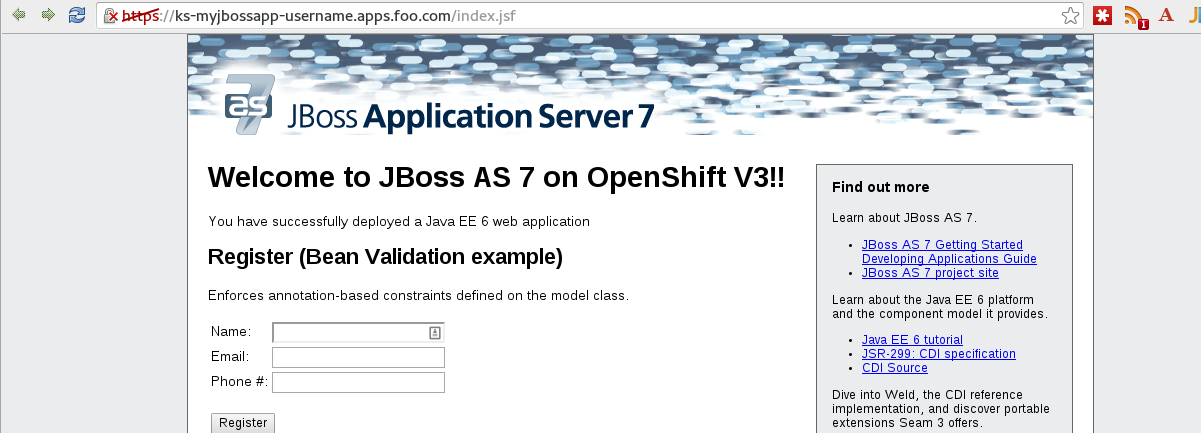 https://ks-myjbossapp-username.apps.foo.com/index.jsf
1
A
as
7
JBoss Application Server 7
Welcome to JBoss AS 7 on OpenShift V3!!
You have successfully deployed a Java EE 6 web application
Register (Bean Validation example)
Enforces annotation-based constraints defined on the model class.
Name:
Email:
Phone #:
Register
Find out more
Learn about JBoss AS 7.
JBoss AS 7 Getting Started
Developing Applications Guide
JBoss AS 7 project site
Learn about the Java EE 6 platform
and the component model it provides.
Java EE 6 tutorial
JSR-299: CDI specification
CDI Source
Dive into Weld, the CDI reference
implementation, and discover portable
extensions Seam 3 offers.